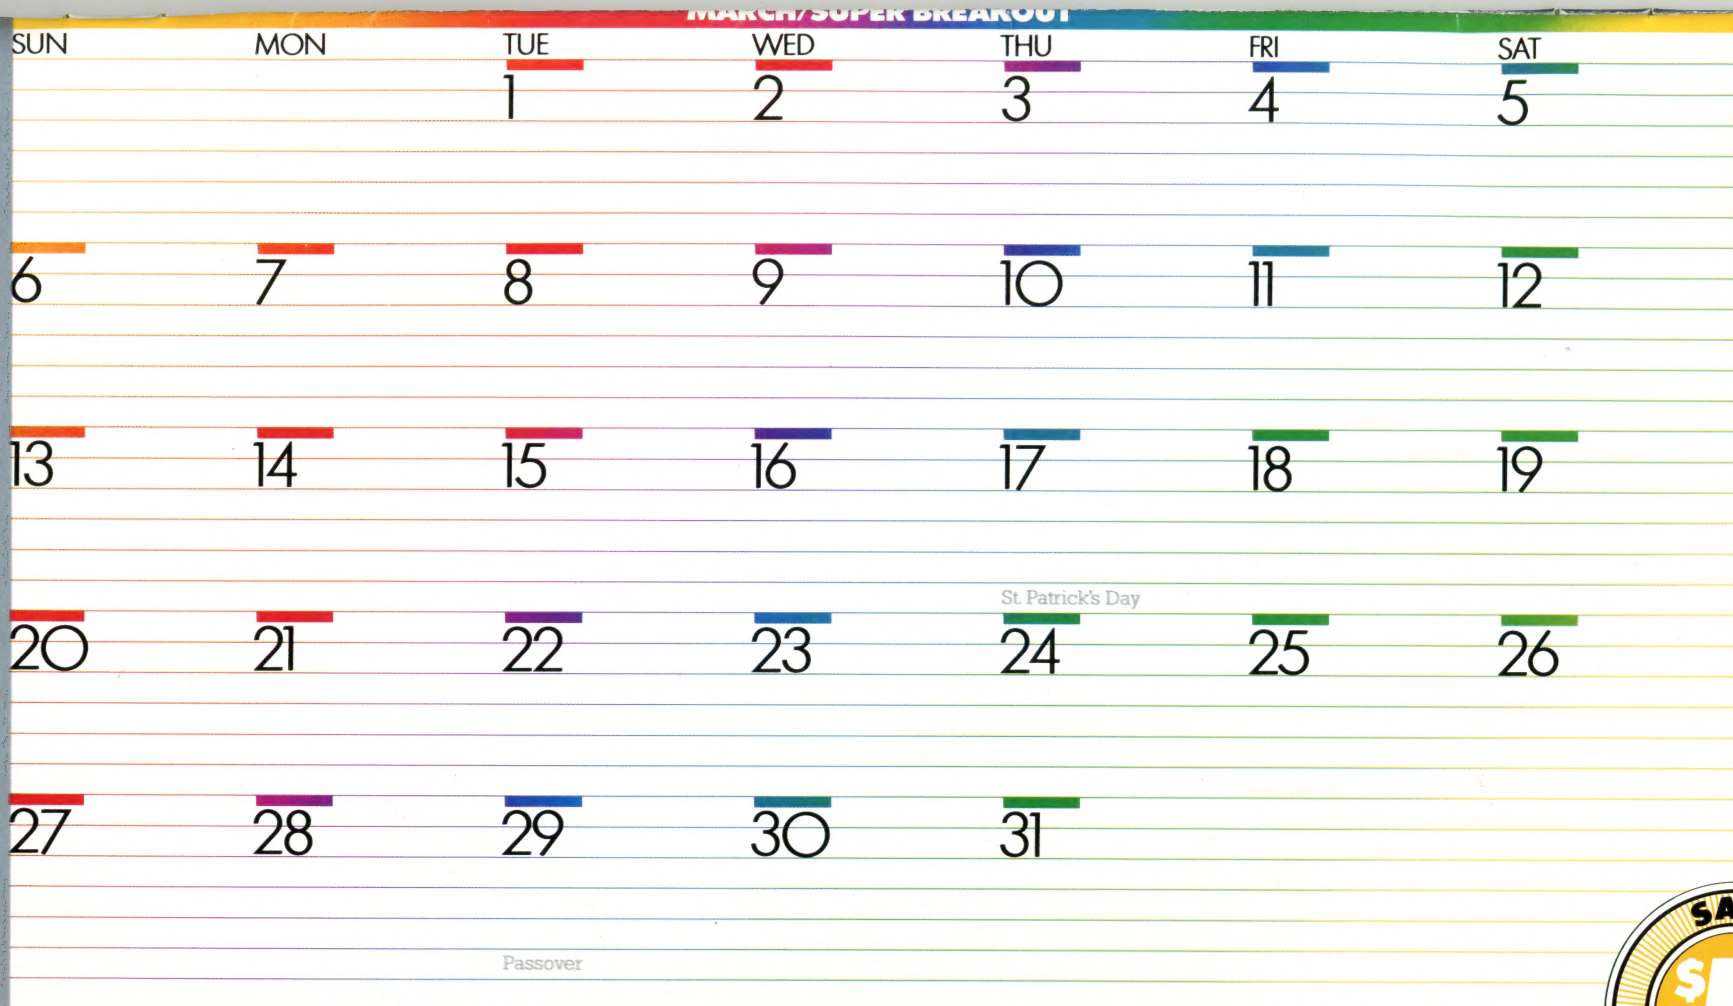 MARCH/SUPER BREAKOUT
SUN MON TUE WED THU FRI SAT
1 2 3 4 5
6 7 8 9 10 11 12
13 14 15 16 17 18 19
St. Patrick's Day
20 21 22 23 24 25 26
27 28 29 30 31
Passover